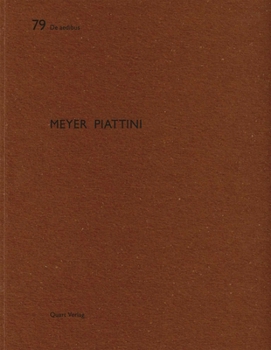 79 De aedibus
MEYER PIATTINI
Quart Verlag